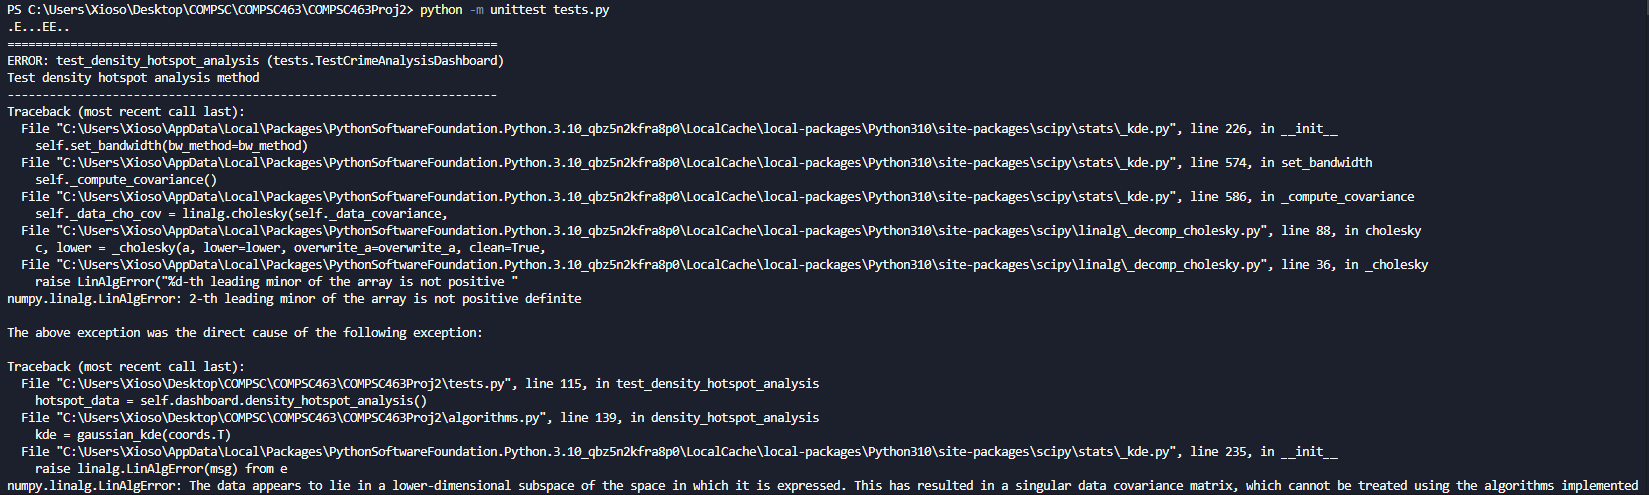 PS C:\Users\Xioso\Desktop\COMPSC\COMPSC463\COMPSC463Proj2> python -m unittest tests.py
.E...EE..
======================================================================
ERROR: test_density_hotspot_analysis (tests.TestCrimeAnalysisDashboard)
Test density hotspot analysis method
----------------------------------------------------------------------
Traceback (most recent call last):
  File "C:\Users\Xioso\AppData\Local\Packages\PythonSoftwareFoundation.Python.3.10_qbz5n2kfra8p0\LocalCache\local-packages\Python310\site-packages\scipy\stats\_kde.py", line 226, in __init__
    self.set_bandwidth(bw_method=bw_method)
  File "C:\Users\Xioso\AppData\Local\Packages\PythonSoftwareFoundation.Python.3.10_qbz5n2kfra8p0\LocalCache\local-packages\Python310\site-packages\scipy\stats\_kde.py", line 574, in set_bandwidth
    self._compute_covariance()
  File "C:\Users\Xioso\AppData\Local\Packages\PythonSoftwareFoundation.Python.3.10_qbz5n2kfra8p0\LocalCache\local-packages\Python310\site-packages\scipy\stats\_kde.py", line 586, in _compute_covariance
    self._data_cho_cov = linalg.cholesky(self._data_covariance,
  File "C:\Users\Xioso\AppData\Local\Packages\PythonSoftwareFoundation.Python.3.10_qbz5n2kfra8p0\LocalCache\local-packages\Python310\site-packages\scipy\linalg\_decomp_cholesky.py", line 88, in cholesky
    c, lower = _cholesky(a, lower=lower, overwrite_a=overwrite_a, clean=True,
  File "C:\Users\Xioso\AppData\Local\Packages\PythonSoftwareFoundation.Python.3.10_qbz5n2kfra8p0\LocalCache\local-packages\Python310\site-packages\scipy\linalg\_decomp_cholesky.py", line 36, in _cholesky
    raise LinAlgError("%d-th leading minor of the array is not positive "
numpy.linalg.LinAlgError: 2-th leading minor of the array is not positive definite

The above exception was the direct cause of the following exception:

Traceback (most recent call last):
  File "C:\Users\Xioso\Desktop\COMPSC\COMPSC463\COMPSC463Proj2\tests.py", line 115, in test_density_hotspot_analysis
    hotspot_data = self.dashboard.density_hotspot_analysis()
  File "C:\Users\Xioso\Desktop\COMPSC\COMPSC463\COMPSC463Proj2\algorithms.py", line 139, in density_hotspot_analysis
    kde = gaussian_kde(coords.T)
  File "C:\Users\Xioso\AppData\Local\Packages\PythonSoftwareFoundation.Python.3.10_qbz5n2kfra8p0\LocalCache\local-packages\Python310\site-packages\scipy\stats\_kde.py", line 235, in __init__
    raise linalg.LinAlgError(msg) from e
numpy.linalg.LinAlgError: The data appears to lie in a lower-dimensional subspace of the space in which it is expressed. This has resulted in a singular data covariance matrix, which cannot be treated using the algorithms implemented